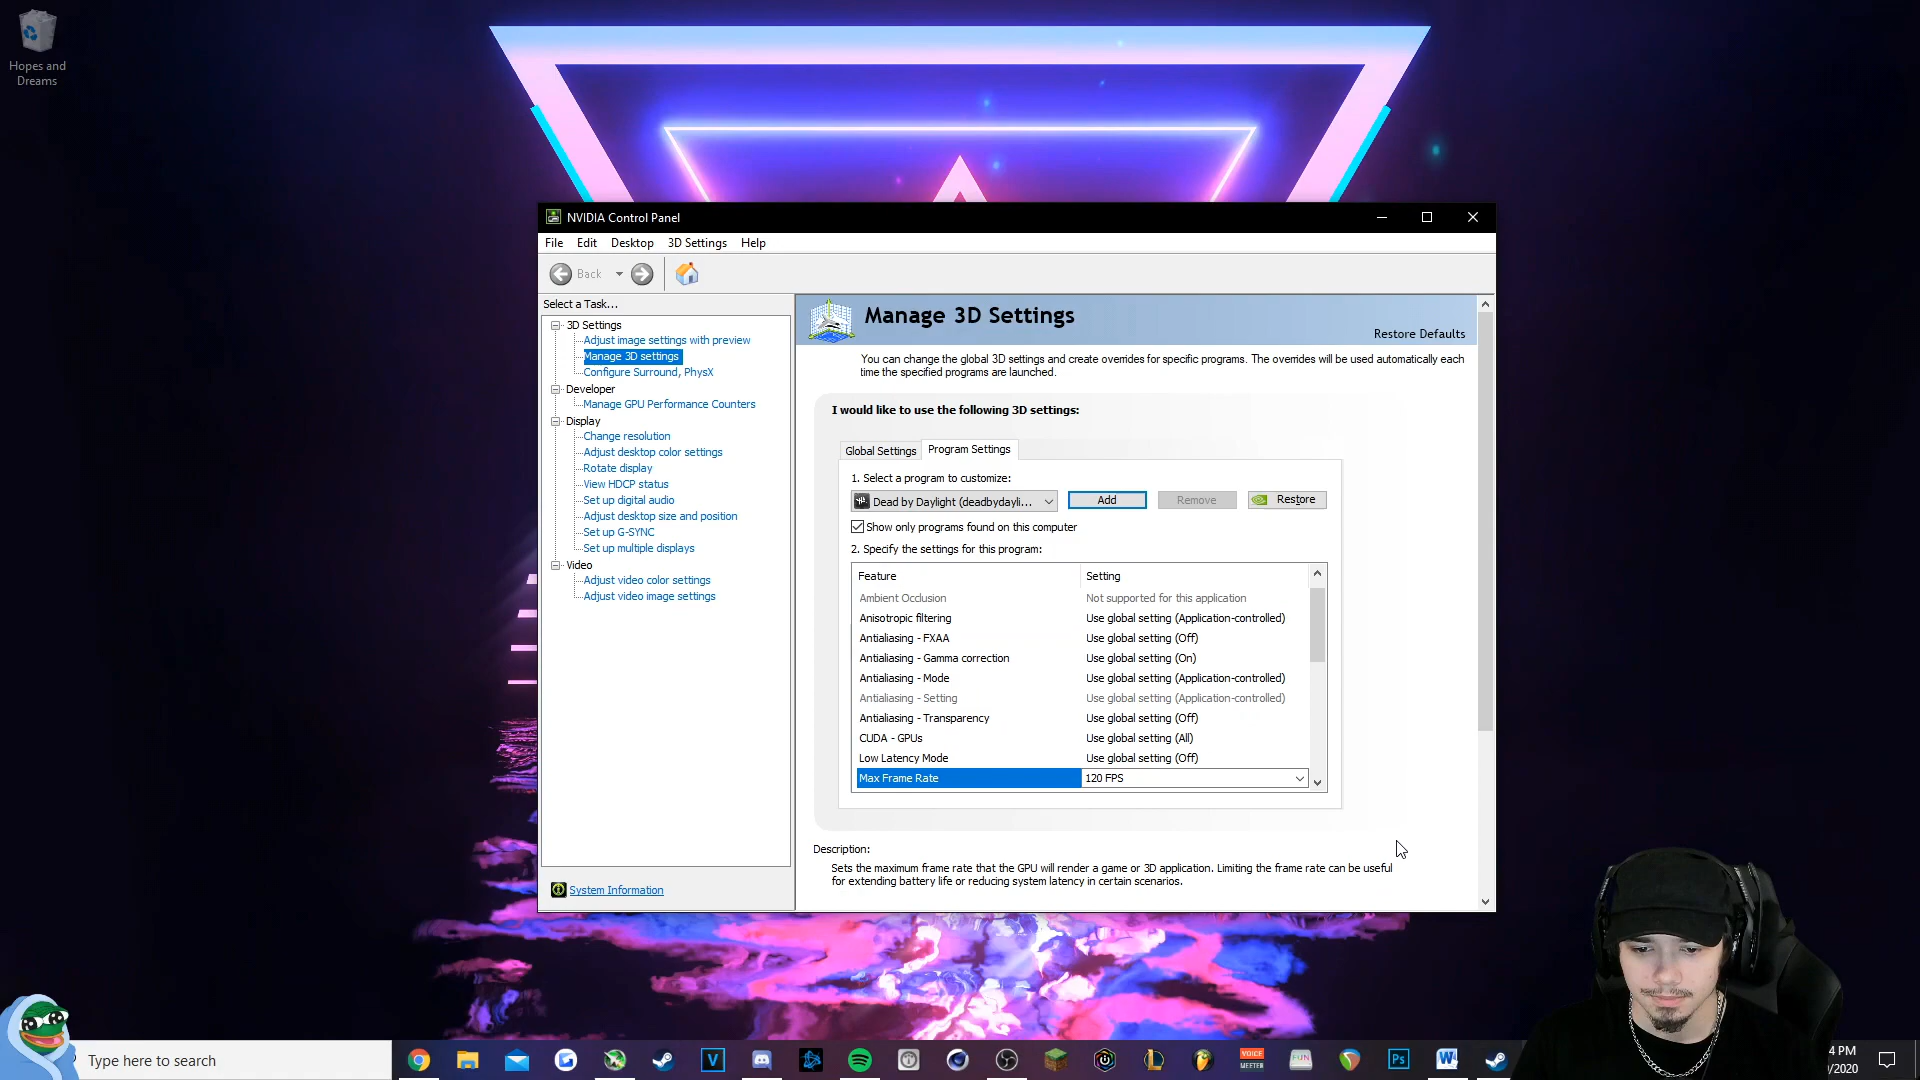 Hopes and
Dreams
NVIDIA Control Panel
File Edit Desktop 3D Settings Help
Back
Select a Task...
3D Settings
Adjust image settings with preview
Manage 3D settings
Configure Surround, PhysX
Developer
Manage GPU Performance Counters
Display
Change resolution
Adjust desktop color settings
Rotate display
View HDCP status
Set up digital audio
Adjust desktop size and position
Set up G-SYNC
Set up multiple displays
Video
Adjust video color settings
Adjust video image settings
System Information
Manage 3D Settings
Restore Defaults
You can change the global 3D settings and create overrides for specific programs. The overrides will be used automatically each
time the specified programs are launched.
I would like to use the following 3D settings:
Global Settings Program Settings
1. Select a program to customize:
Dead by Daylight (deadbydayli... Add Remove Restore
Show only programs found on this computer
2. Specify the settings for this program:
Feature Setting
Ambient Occlusion Not supported for this application
Anisotropic filtering Use global setting (Application-controlled)
Antialiasing - FXAA Use global setting (Off)
Antialiasing - Gamma correction Use global setting (On)
Antialiasing - Mode Use global setting (Application-controlled)
Antialiasing - Setting Use global setting (Application-controlled)
Antialiasing - Transparency Use global setting (Off)
CUDA - GPUs Use global setting (All)
Low Latency Mode Use global setting (Off)
Max Frame Rate 120 FPS
Description:
Sets the maximum frame rate that the GPU will render a game or 3D application. Limiting the frame rate can be useful
for extending battery life or reducing system latency in certain scenarios.
Type here to search
V
VOICE
MEETER
FUN
Ps
W
4 PM
/2020